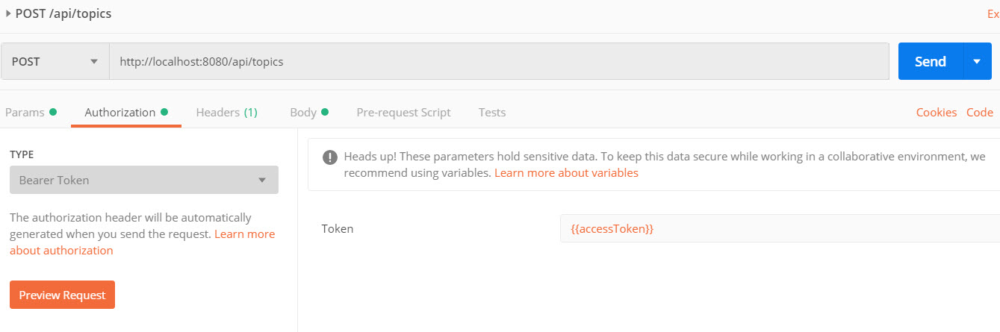 POST /api/topics
Ex
POST
http://localhost:8080/api/topics
Send
Params
Authorization
Headers (1)
Body
Pre-request Script
Tests
Cookies
Code
TYPE
Bearer Token
The authorization header will be automatically
generated when you send the request. Learn more
about authorization
Preview Request
Heads up! These parameters hold sensitive data. To keep this data secure while working in a collaborative environment, we
recommend using variables. Learn more about variables
Token
{{accessToken}}